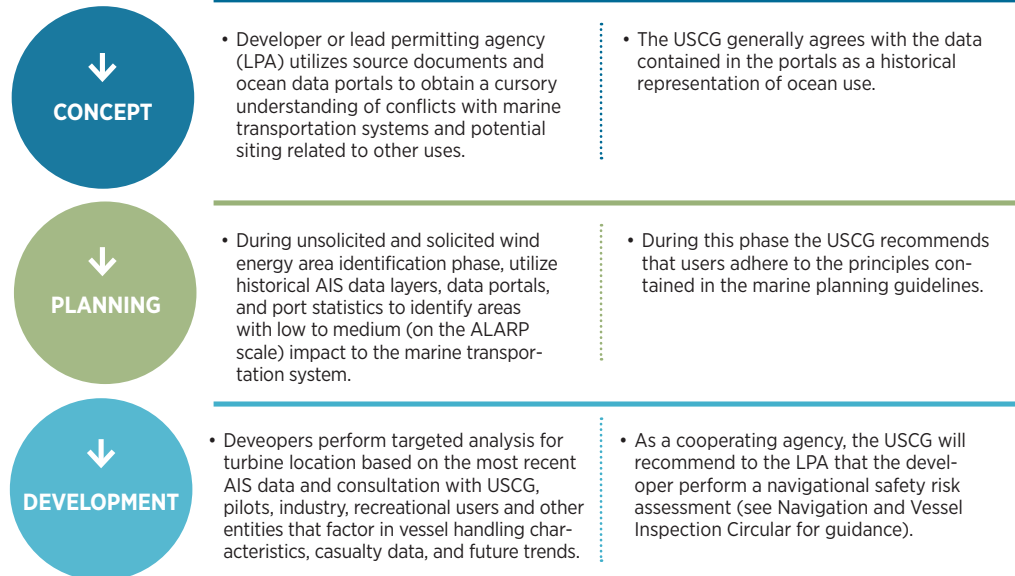 CONCEPT
• Developer or lead permitting agency
(LPA) utilizes source documents and
ocean data portals to obtain a cursory
understanding of conflicts with marine
transportation systems and potential
siting related to other uses.
• The USCG generally agrees with the data
contained in the portals as a historical
representation of ocean use.
PLANNING
• During unsolicited and solicited wind
energy area identification phase, utilize
historical AIS data layers, data portals,
and port statistics to identify areas
with low to medium (on the ALARP
scale) impact to the marine transpor-
tation system.
• During this phase the USCG recommends
that users adhere to the principles con-
tained in the marine planning guidelines.
DEVELOPMENT
• Deveopers perform targeted analysis for
turbine location based on the most recent
AIS data and consultation with USCG,
pilots, industry, recreational users and other
entities that factor in vessel handling char-
acteristics, casualty data, and future trends.
• As a cooperating agency, the USCG will
recommend to the LPA that the devel-
oper perform a navigational safety risk
assessment (see Navigation and Vessel
Inspection Circular for guidance).